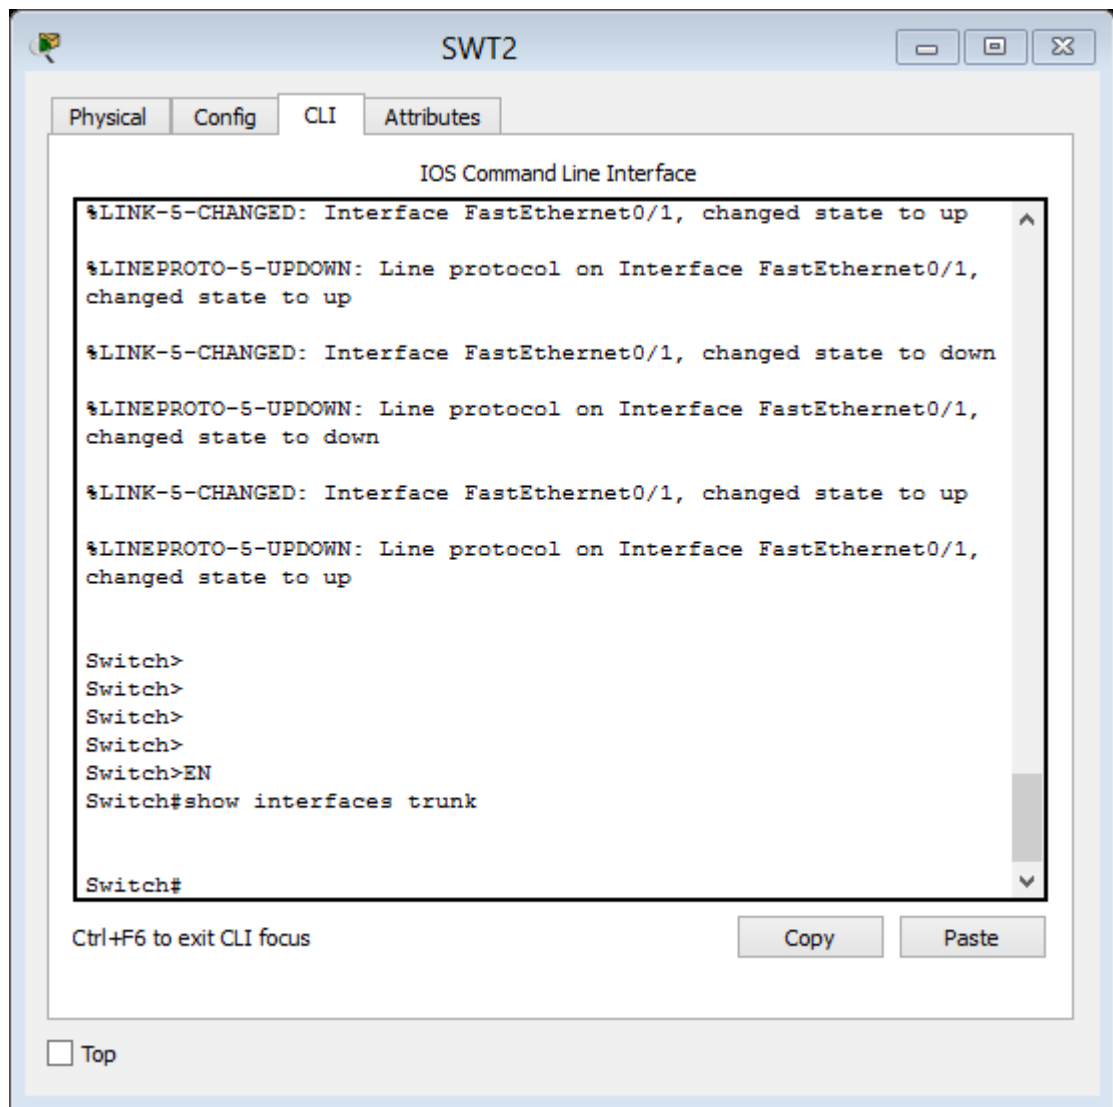 SWT2
Physical Config CLI Attributes
IOS Command Line Interface
%LINK-5-CHANGED: Interface FastEthernet0/1, changed state to up
%LINEPROTO-5-UPDOWN: Line protocol on Interface FastEthernet0/1,
changed state to up
%LINK-5-CHANGED: Interface FastEthernet0/1, changed state to down
%LINEPROTO-5-UPDOWN: Line protocol on Interface FastEthernet0/1,
changed state to down
%LINK-5-CHANGED: Interface FastEthernet0/1, changed state to up
%LINEPROTO-5-UPDOWN: Line protocol on Interface FastEthernet0/1,
changed state to up
Switch>
Switch>
Switch>
Switch>
Switch>EN
Switch#show interfaces trunk
Switch#
Ctrl+F6 to exit CLI focus Copy Paste
Top